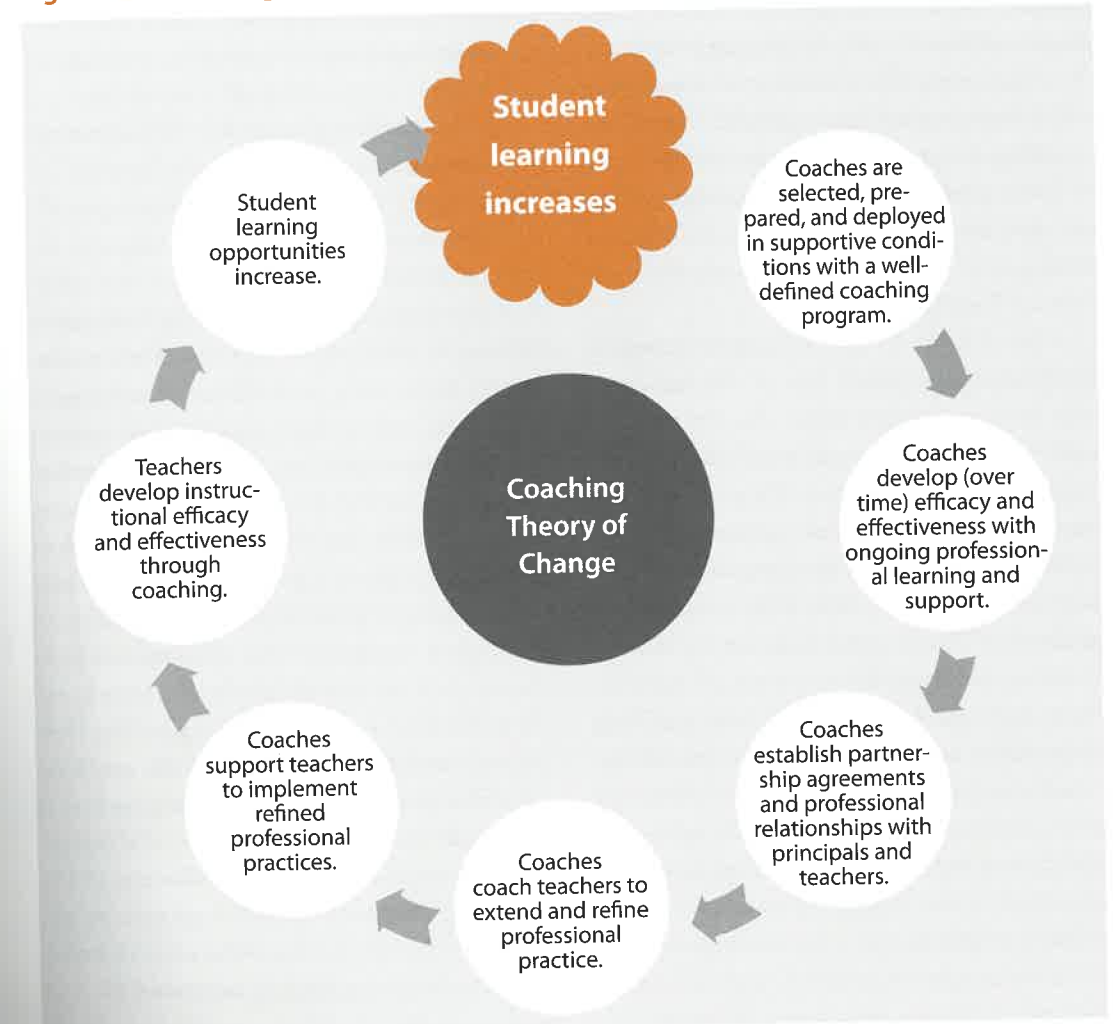 Student
learning
increases
Coaches are
selected, pre-
pared, and deployed
in supportive condi-
tions with a well-
defined coaching
program.
Coaches
develop (over
time) efficacy and
effectiveness with
ongoing profession-
al learning and
support.
Coaches
establish partner-
ship agreements
and professional
relationships with
principals and
teachers.
Coaches
coach teachers to
extend and refine
professional
practice.
Coaches
support teachers
to implement
refined
professional
practices.
Teachers
develop instruc-
tional efficacy
and effectiveness
through
coaching.
Student
learning
opportunities
increase.
Coaching
Theory of
Change